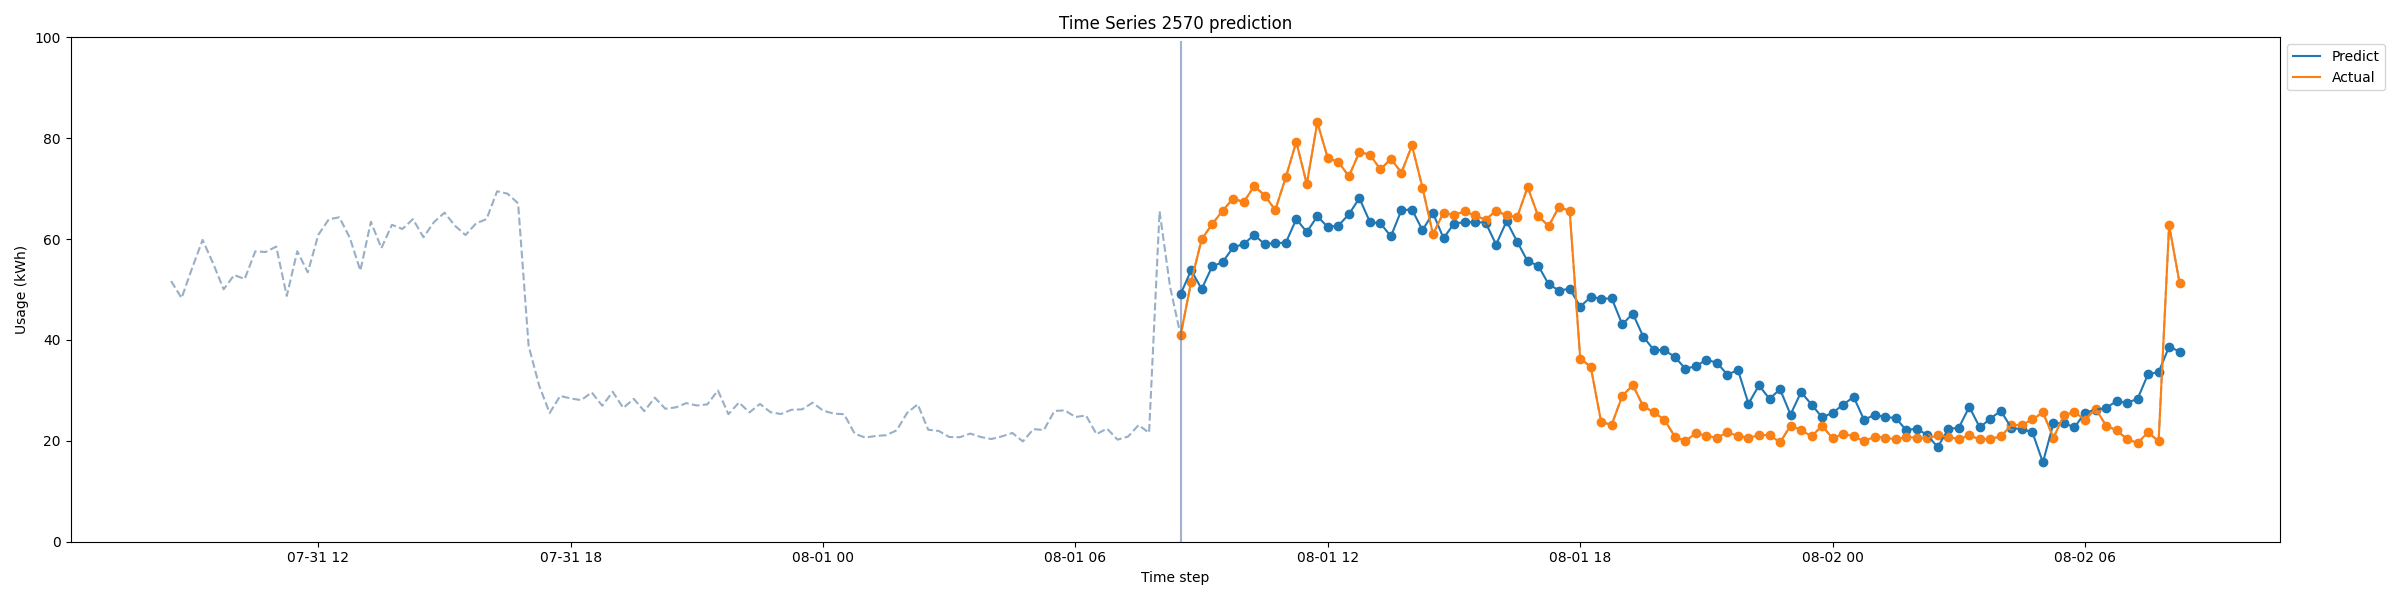 Time Series 2570 prediction
100
80
60
40
20
0
Usage (kWh)
07-31 12
07-31 18
08-01 00
08-01 06
08-01 12
08-01 18
08-02 00
08-02 06
Time step
Predict
Actual